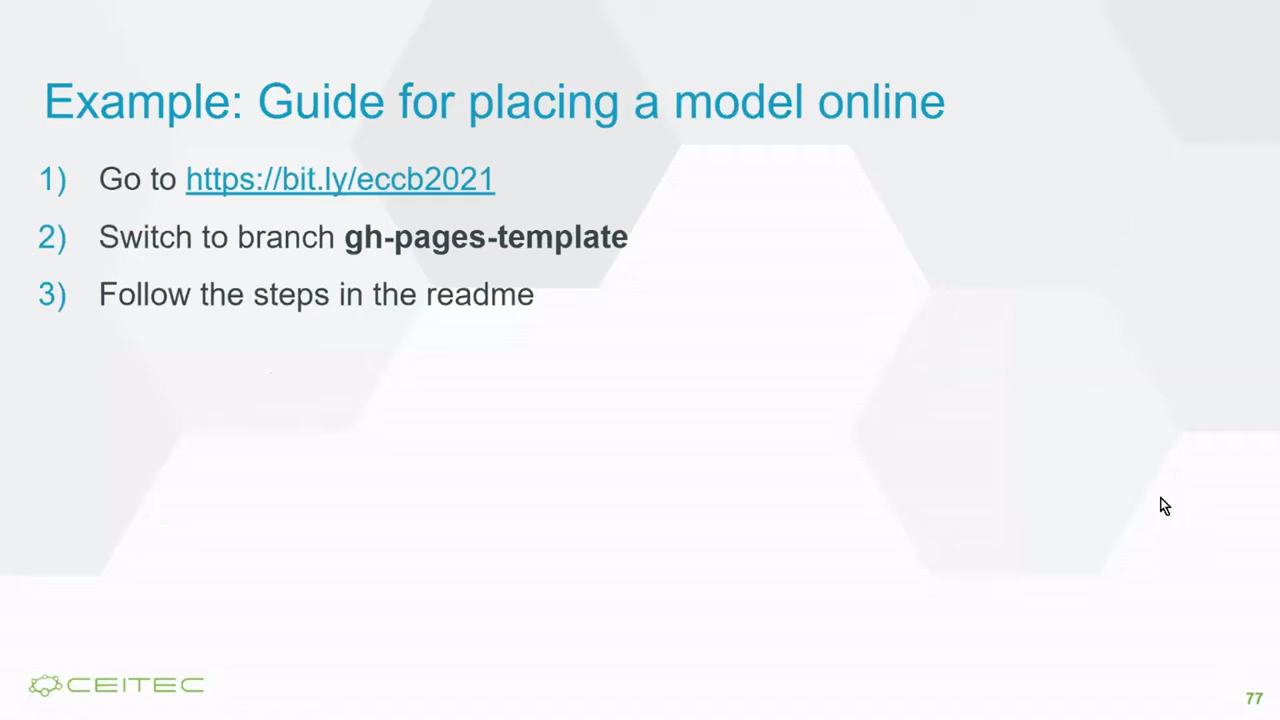 Example: Guide for placing a model online
1) Go to https://bit.ly/eccb2021
2) Switch to branch gh-pages-template
3) Follow the steps in the readme
CEITEC
77